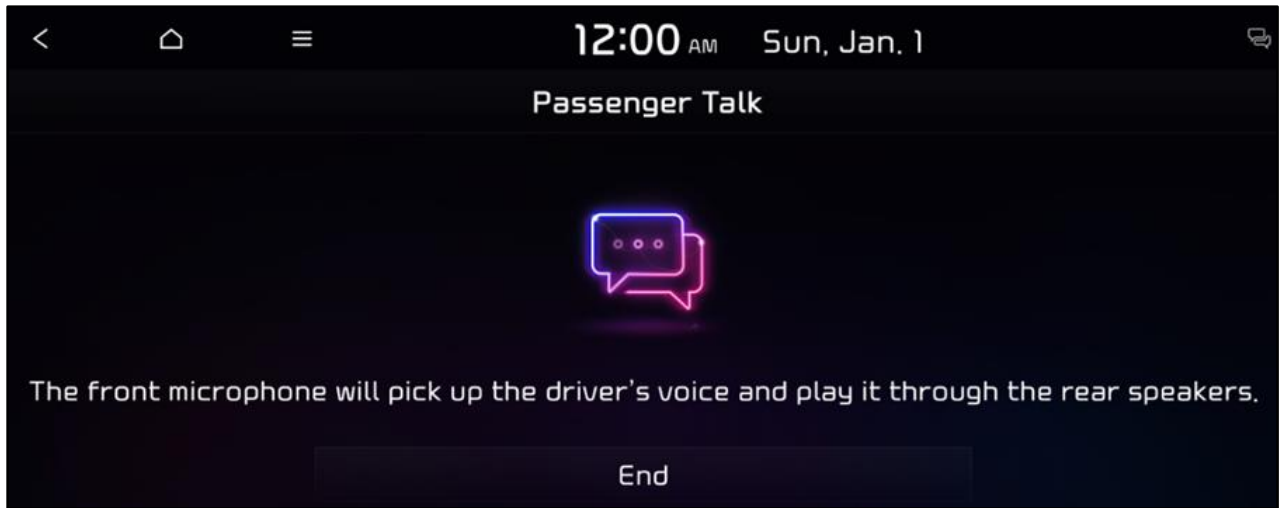 12:00 AM Sun, Jan. 1
Passenger Talk
The front microphone will pick up the driver's voice and play it through the rear speakers.
End